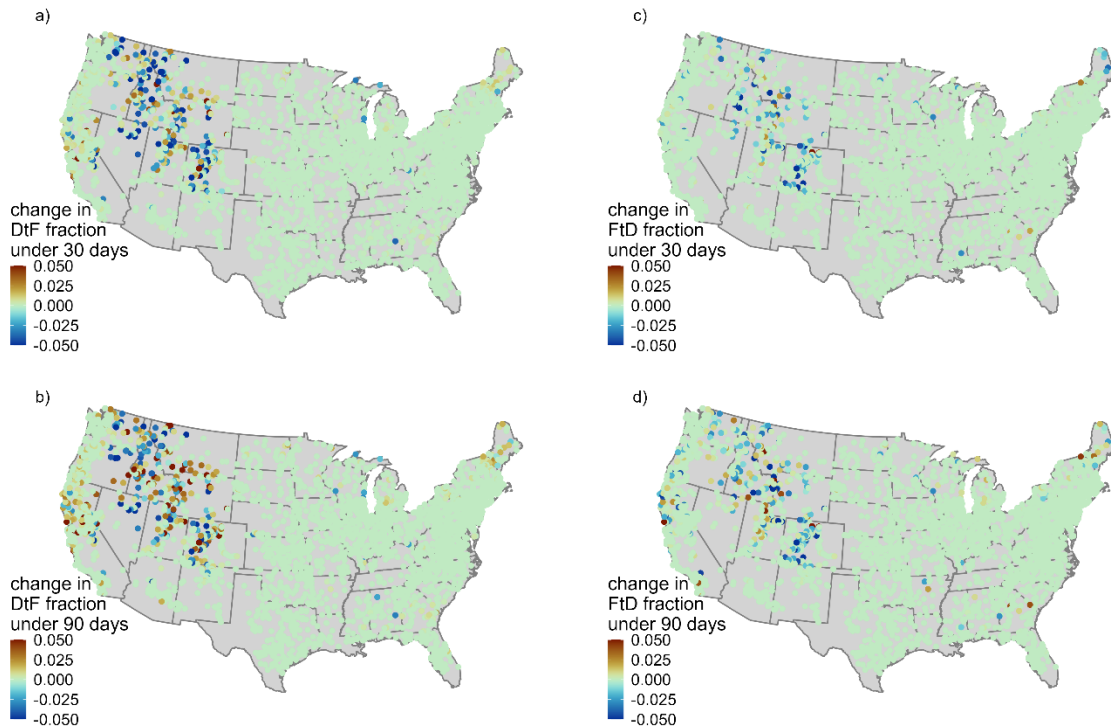 a)
change in
DtF fraction
under 30 days
0.050
0.025
0.000
-0.025
-0.050
c)
change in
FtD fraction
under 30 days
0.050
0.025
0.000
-0.025
-0.050
b)
change in
DtF fraction
under 90 days
0.050
0.025
0.000
-0.025
-0.050
d)
change in
FtD fraction
under 90 days
0.050
0.025
0.000
-0.025
-0.050